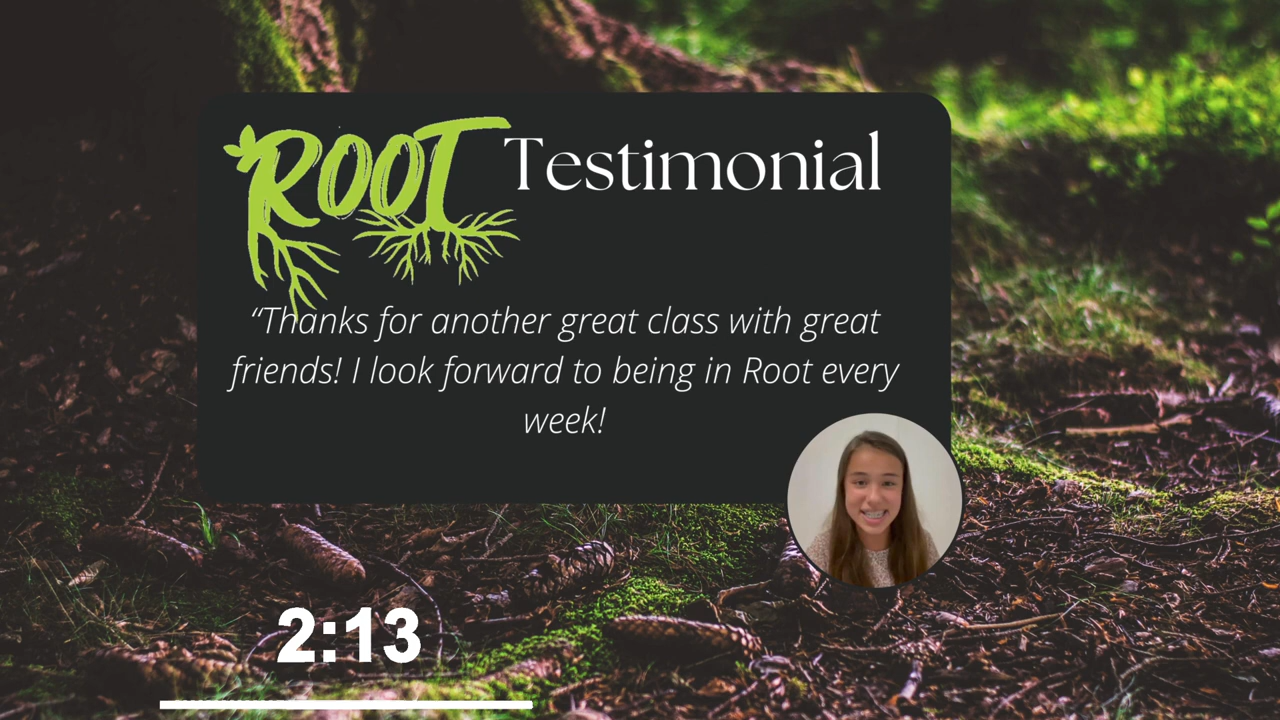 ROOT Testimonial
“Thanks for another great class with great
friends! I look forward to being in Root every
week!
2:13